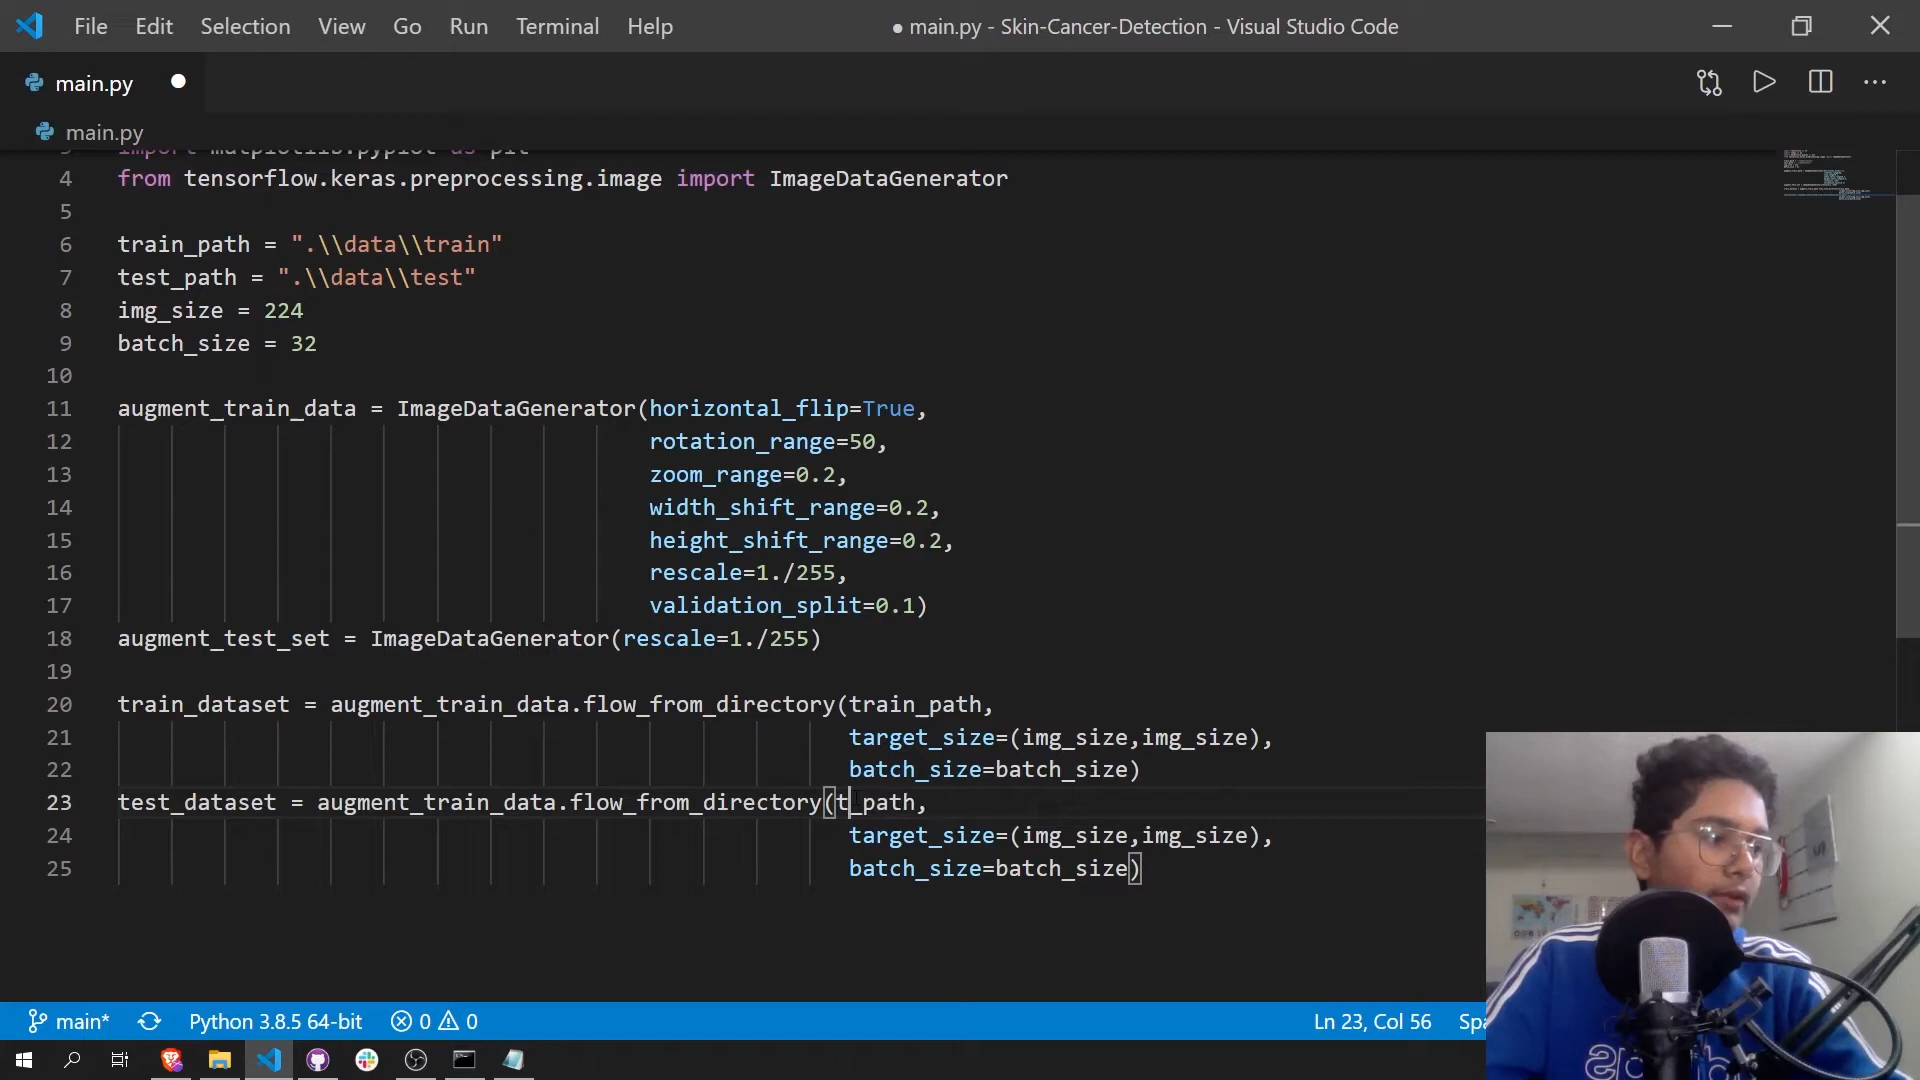 File Edit Selection View Go Run Terminal Help ● main.py - Skin-Cancer-Detection - Visual Studio Code
main.py
main.py
3 import matplotlib.pyplot as plt
4 from tensorflow.keras.preprocessing.image import ImageDataGenerator
5
6 train_path = ".\\data\\train"
7 test_path = ".\\data\\test"
8 img_size = 224
9 batch_size = 32
10
11 augment_train_data = ImageDataGenerator(horizontal_flip=True,
12 rotation_range=50,
13 zoom_range=0.2,
14 width_shift_range=0.2,
15 height_shift_range=0.2,
16 rescale=1./255,
17 validation_split=0.1)
18 augment_test_set = ImageDataGenerator(rescale=1./255)
19
20 train_dataset = augment_train_data.flow_from_directory(train_path,
21 target_size=(img_size,img_size),
22 batch_size=batch_size)
23 test_dataset = augment_train_data.flow_from_directory(t_path,
24 target_size=(img_size,img_size),
25 batch_size=batch_size)
main* Python 3.8.5 64-bit 0 0 Ln 23, Col 56